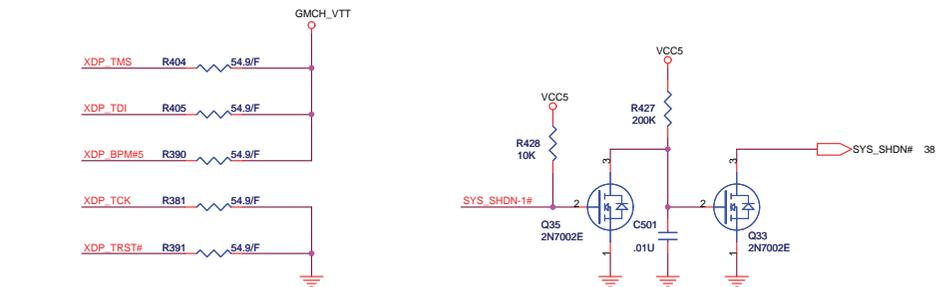 GMCH_VTT
XDP_TMS R404 54.9/F
XDP_TDI R405 54.9/F
XDP_BPM#5 R390 54.9/F
XDP_TCK R381 54.9/F
XDP_TRST# R391 54.9/F
VCC5
VCC5
R427
200K
R428
10K
3
3
SYS_SHDN# 38
SYS_SHDN-1#
2
2
Q35
2N7002E
C501
.01U
Q33
2N7002E
1
1